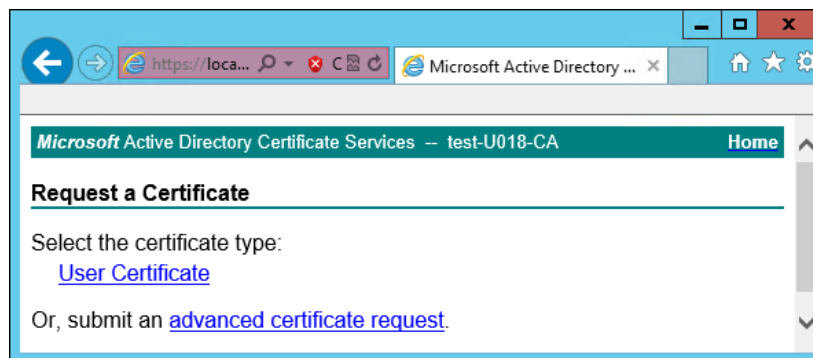 https://loca... C Microsoft Active Directory ...
Microsoft Active Directory Certificate Services -- test-U018-CA Home
Request a Certificate
Select the certificate type:
User Certificate
Or, submit an advanced certificate request.